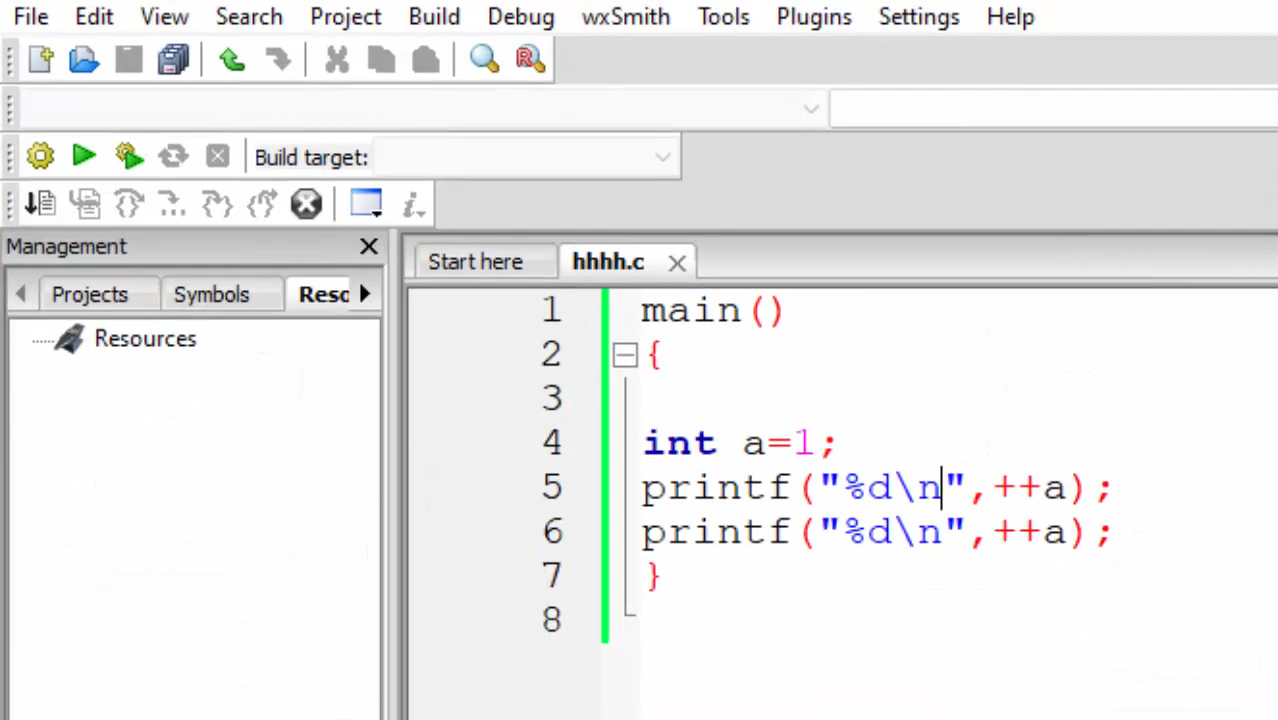 File Edit View Search Project Build Debug wxSmith Tools Plugins Settings Help
Build target:
Management
Projects Symbols Reso
Resources
Start here hhhh.c
1 main()
2 {
3
4 int a=1;
5 printf("%d\n",++a);
6 printf("%d\n",++a);
7 }
8